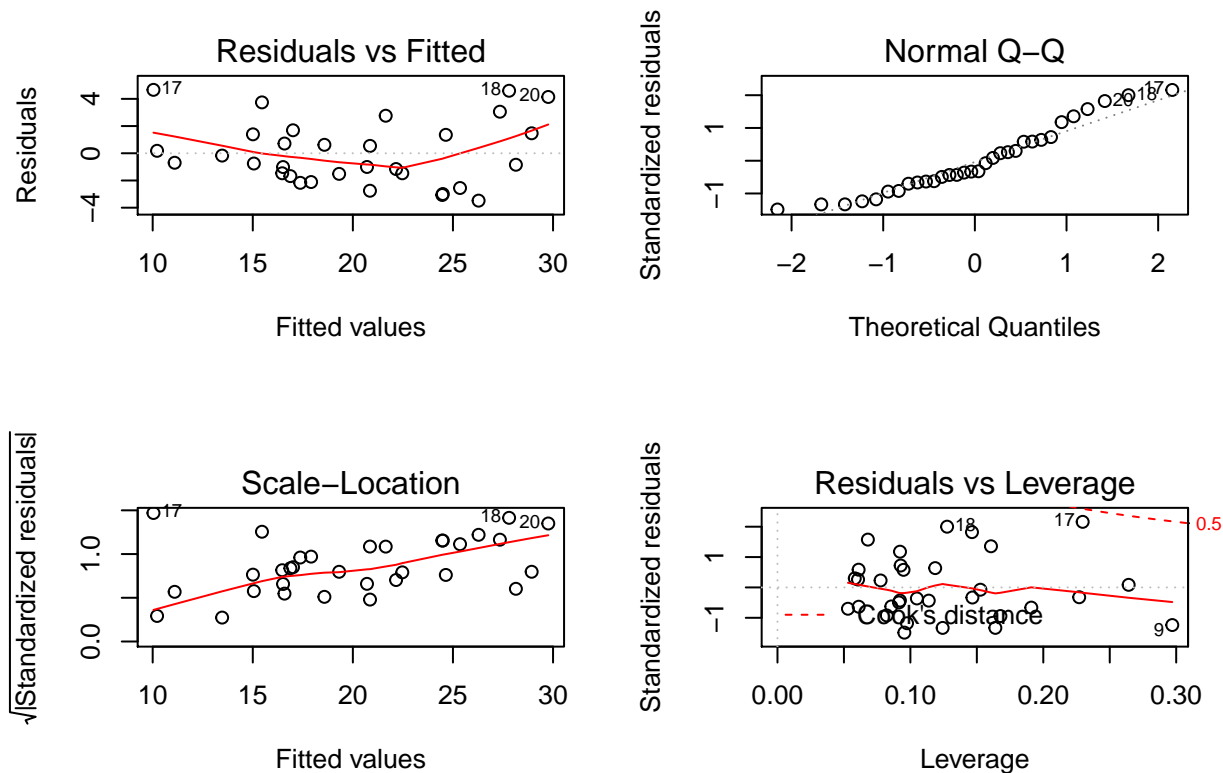 Residuals vs Fitted
Residuals
4
0
−4
17
18
20
10 15 20 25 30
Fitted values
Normal Q−Q
Standardized residuals
1
−1
17
18
20
−2 −1 0 1 2
Theoretical Quantiles
Scale−Location
√|Standardized residuals|
1.0
0.0
17
18
20
10 15 20 25 30
Fitted values
Residuals vs Leverage
Standardized residuals
1
−1
17
18
9
0.5
Cook's distance
0.00 0.10 0.20 0.30
Leverage